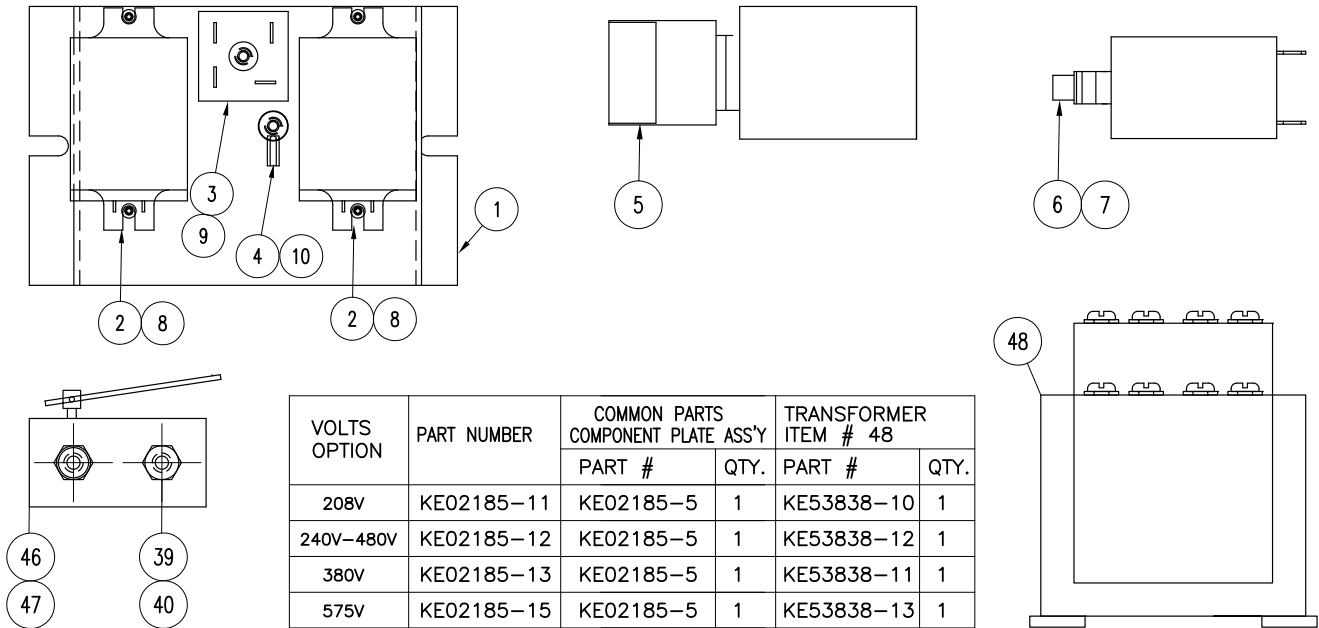 3
9
4 10
1
2 8
2 8
5
6 7
48
46
47
39
40
VOLTS OPTION
PART NUMBER
COMMON PARTS COMPONENT PLATE ASS'Y
TRANSFORMER ITEM # 48
PART # QTY. PART # QTY.
208V KE02185-11 KE02185-5 1 KE53838-10 1
240V-480V KE02185-12 KE02185-5 1 KE53838-12 1
380V KE02185-13 KE02185-5 1 KE53838-11 1
575V KE02185-15 KE02185-5 1 KE53838-13 1